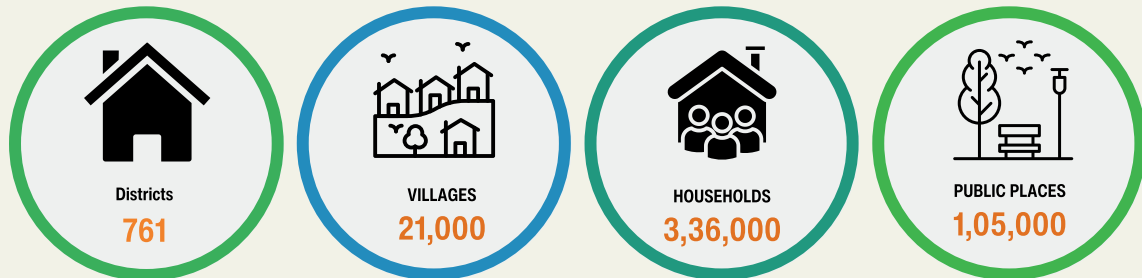 Districts
761
VILLAGES
21,000
HOUSEHOLDS
3,36,000
PUBLIC PLACES
1,05,000